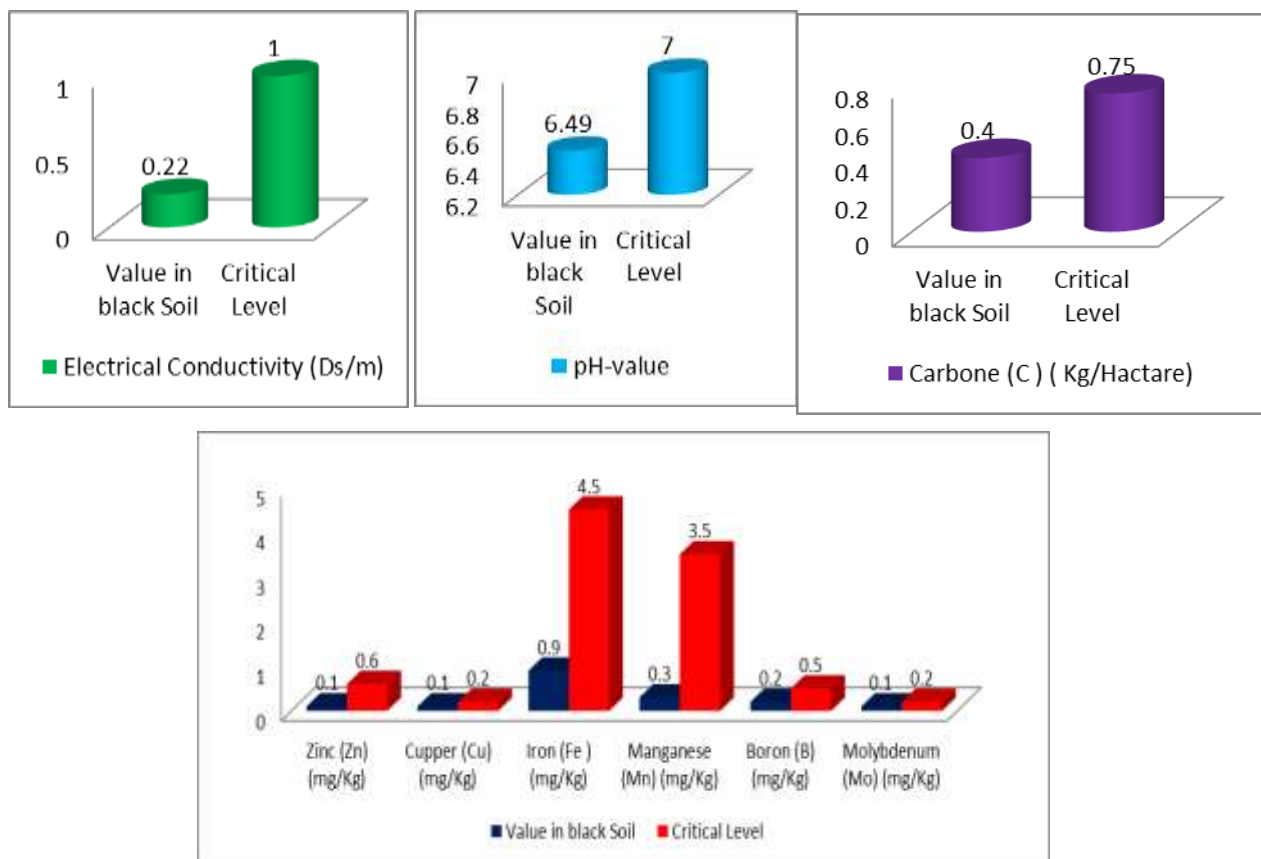 1
0.5
0
0.22
1
Value in
black Soil
Critical
Level
Electrical Conductivity (Ds/m)
7
6.8
6.6
6.4
6.2
6.49
7
Value in
black
Soil
Critical
Level
pH-value
0.8
0.6
0.4
0.2
0
0.4
0.75
Value in
black Soil
Critical
Level
Carbone (C ) ( Kg/Hactare)
5
4
3
2
1
0
0.1
0.6
0.1
0.2
0.9
4.5
0.3
3.5
0.2
0.5
0.1
0.2
Zinc (Zn)
(mg/Kg)
Cupper (Cu)
(mg/Kg)
Iron (Fe )
(mg/Kg)
Manganese
(Mn) (mg/Kg)
Boron (B)
(mg/Kg)
Molybdenum
(Mo) (mg/Kg)
Value in black Soil
Critical Level